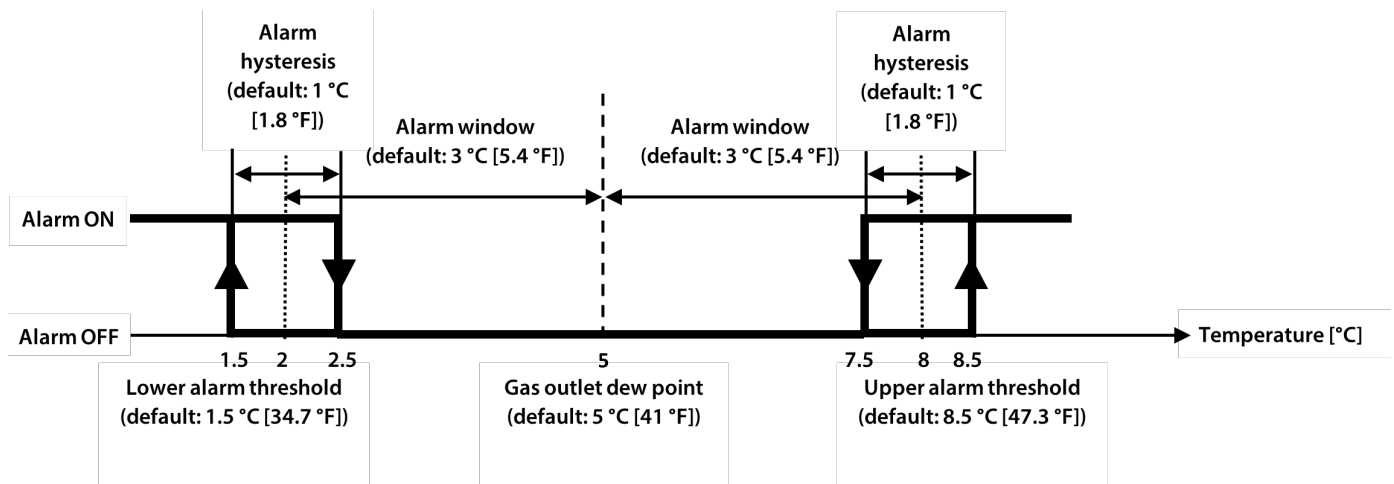 Alarm
hysteresis
(default: 1 °C
[1.8 °F])
Alarm window
(default: 3 °C [5.4 °F])
Alarm window
(default: 3 °C [5.4 °F])
Alarm
hysteresis
(default: 1 °C
[1.8 °F])
Alarm ON
Alarm OFF
Temperature [°C]
1.5 2 2.5 5 7.5 8 8.5
Lower alarm threshold
(default: 1.5 °C [34.7 °F])
Gas outlet dew point
(default: 5 °C [41 °F])
Upper alarm threshold
(default: 8.5 °C [47.3 °F])